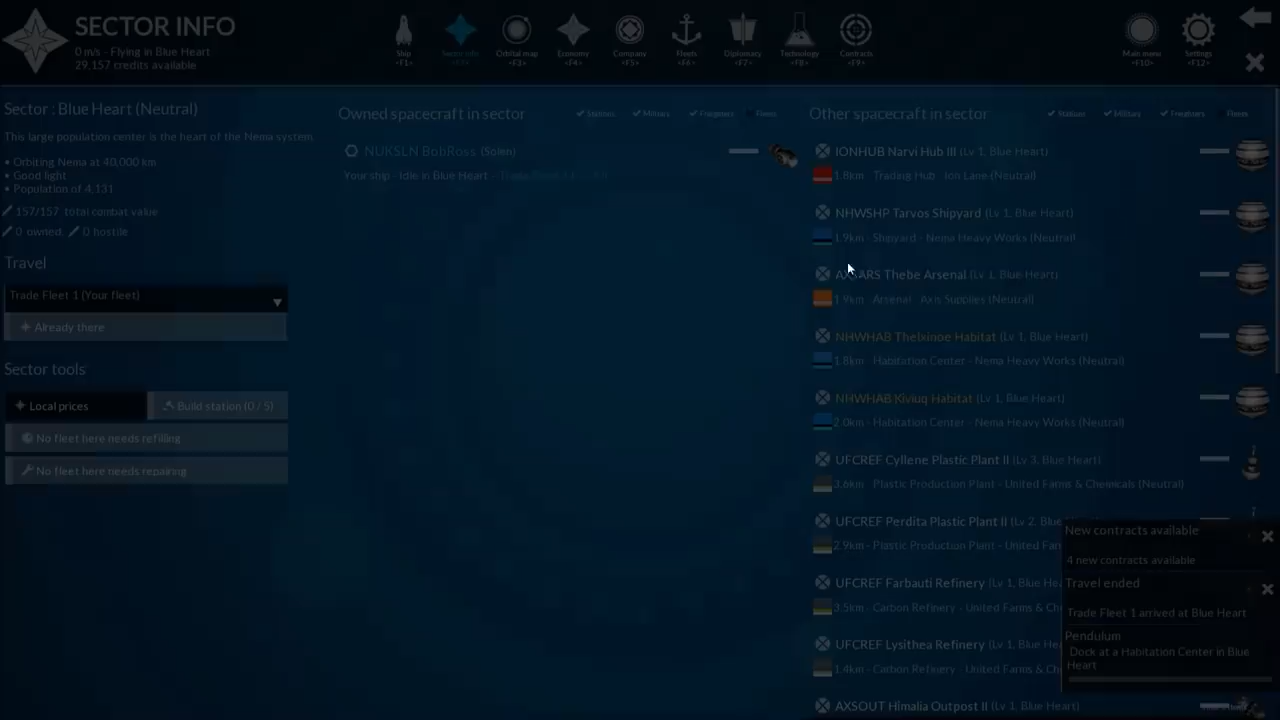 SECTOR INFO
0 m/s - Flying in Blue Heart
29,157 credits available
Ship
<F1>
Sector info
Orbital map
<F3>
Economy
<F4>
Company
<F5>
Fleets
<F6>
Diplomacy
<F7>
Technology
<F8>
Contracts
<F9>
Main menu
<F10>
Settings
<F12>
Sector : Blue Heart (Neutral)
This large population center is the heart of the Nema system.
• Orbiting Nema at 40,000 km
• Good light
• Population of 4,131
157/157 total combat value
0 owned, 0 hostile
Travel
Trade Fleet 1 (Your fleet)
Already there
Sector tools
Local prices
Build station (0 / 5)
No fleet here needs refilling
No fleet here needs repairing
Owned spacecraft in sector
Stations
Military
Freighters
Fleets
NUKSLN BobRoss (Solen)
Your ship - Idle in Blue Heart - Trade Fleet 1
Other spacecraft in sector
Stations
Military
Freighters
Fleets
IONHUB Narvi Hub III (Lv 1, Blue Heart)
1.8km - Trading Hub - Ion Lane (Neutral)
NHWSHP Tarvos Shipyard (Lv 1, Blue Heart)
1.9km - Shipyard - Nema Heavy Works (Neutral)
AXSARS Thebe Arsenal (Lv 1, Blue Heart)
1.9km - Arsenal - Axis Supplies (Neutral)
NHWHAB Thelxinoe Habitat (Lv 1, Blue Heart)
1.8km - Habitation Center - Nema Heavy Works (Neutral)
NHWHAB Kiviuq Habitat (Lv 1, Blue Heart)
2.0km - Habitation Center - Nema Heavy Works (Neutral)
UFCREF Cyllene Plastic Plant II (Lv 3, Blue Heart)
3.6km - Plastic Production Plant - United Farms & Chemicals (Neutral)
UFCREF Perdita Plastic Plant II (Lv 2, Blue
2.9km - Plastic Production Plant - United Fan
UFCREF Farbauti Refinery (Lv 1, Blue Hea
3.5km - Carbon Refinery - United Farms & Ch
UFCREF Lysithea Refinery (Lv 1, Blue Hea
1.4km - Carbon Refinery - United Farms & Ch
AXSOUT Himalia Outpost II (Lv 1, Blue Heart)
New contracts available
4 new contracts available
Travel ended
Trade Fleet 1 arrived at Blue Heart
Pendulum
Dock at a Habitation Center in Blue
Heart